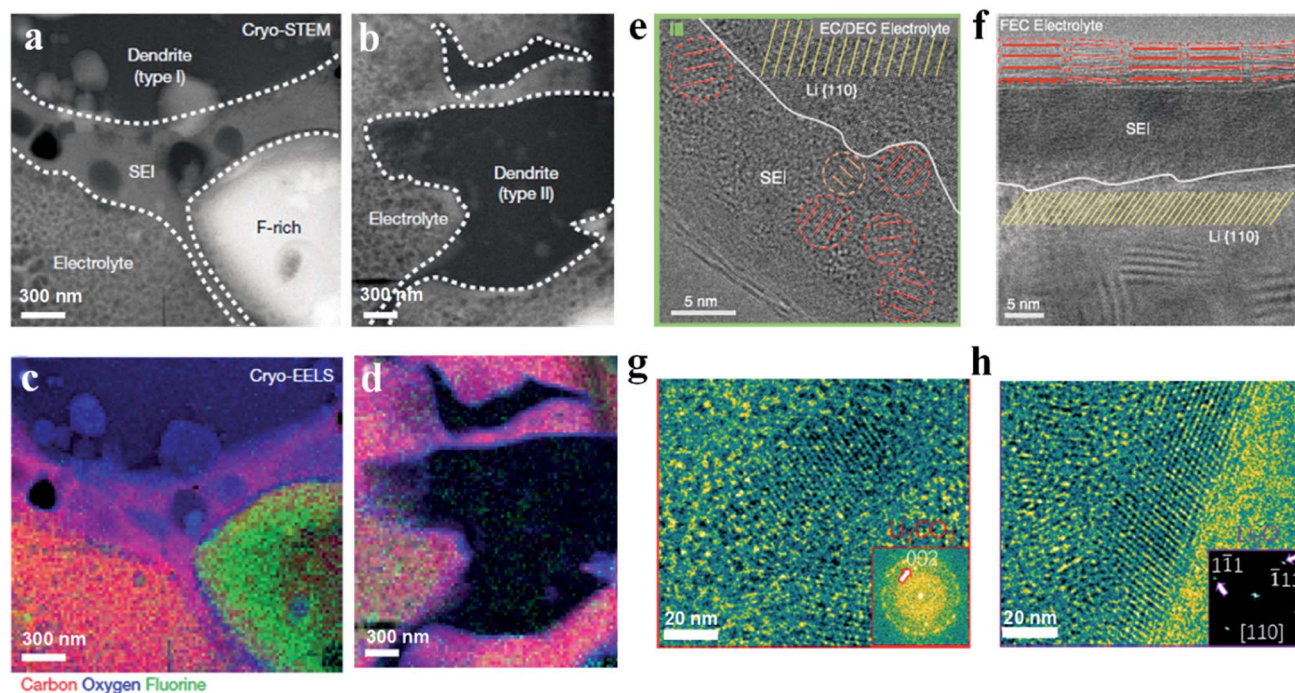 a
Cryo-STEM
Dendrite
(type I)
SEI
F-rich
Electrolyte
300 nm
b
Dendrite
(type II)
Electrolyte
300 nm
e
EC/DEC Electrolyte
Li {110}
SEI
5 nm
f
FEC Electrolyte
SEI
Li {110}
5 nm
c
Cryo-EELS
300 nm
d
300 nm
g
002
20 nm
h
[110]
20 nm
Carbon Oxygen Fluorine